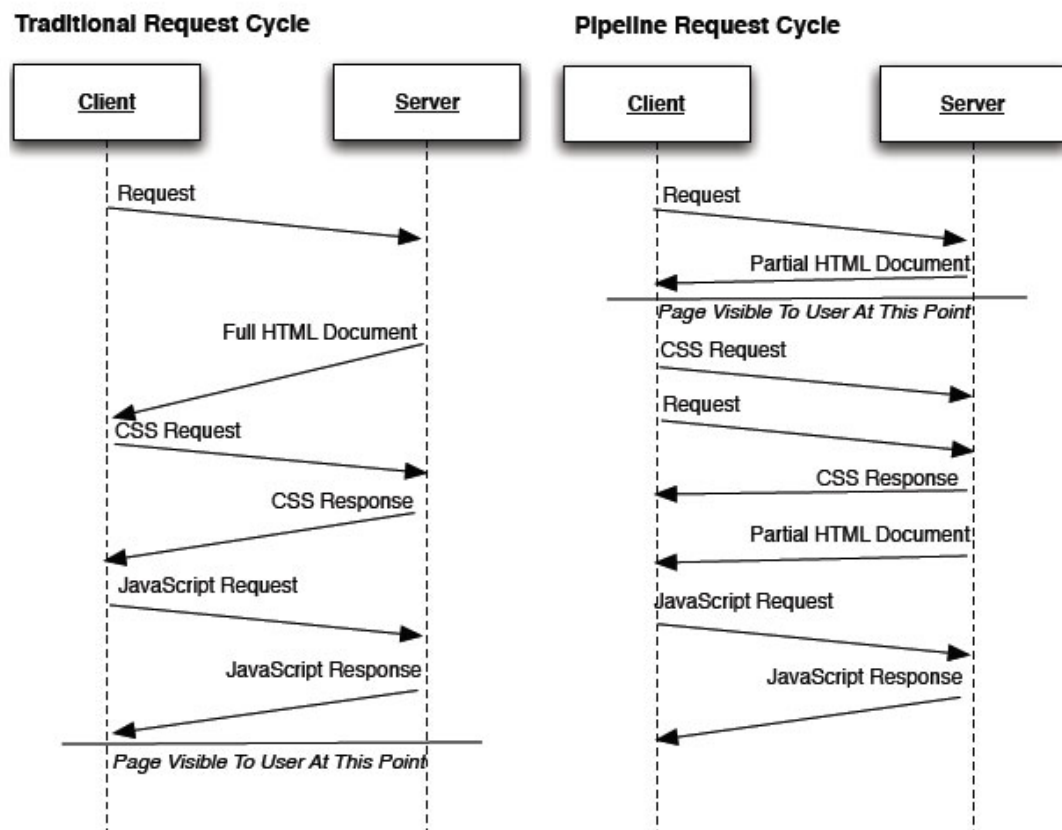 Traditional Request Cycle
Client
Server
Request
Full HTML Document
CSS Request
CSS Response
JavaScript Request
JavaScript Response
Page Visible To User At This Point
Pipeline Request Cycle
Client
Server
Request
Partial HTML Document
Page Visible To User At This Point
CSS Request
Request
CSS Response
Partial HTML Document
JavaScript Request
JavaScript Response